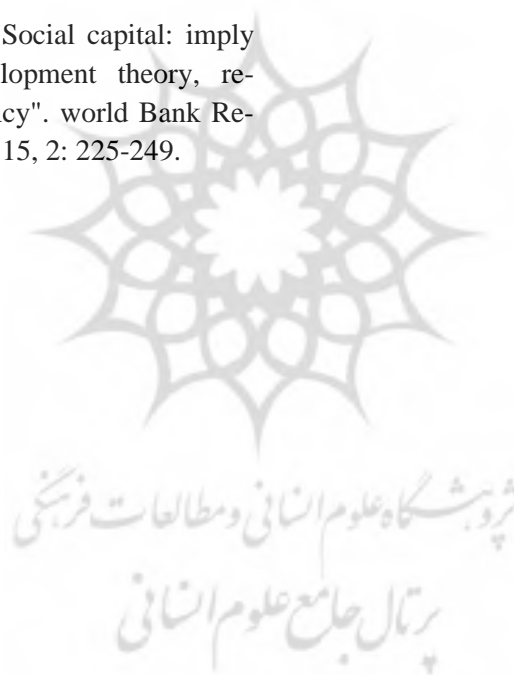 Social capital: imply
lopment theory, re-
cy". world Bank Re-
15, 2: 225-249.
پژوهشگاه علوم انسانی و مطالعات فرهنگی
پرتال جامع علوم انسانی